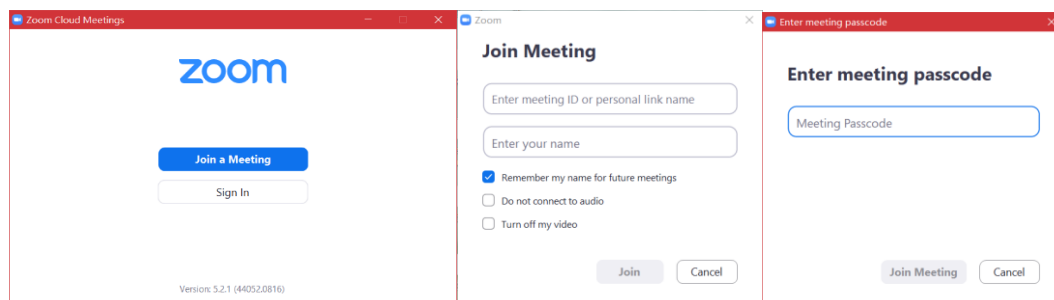 Zoom Cloud Meetings
zoom
Join a Meeting
Sign In
Version: 5.2.1 (44052.0816)
Zoom
Join Meeting
Enter meeting ID or personal link name
Enter your name
Remember my name for future meetings
Do not connect to audio
Turn off my video
Join Cancel
Enter meeting passcode
Enter meeting passcode
Meeting Passcode
Join Meeting Cancel